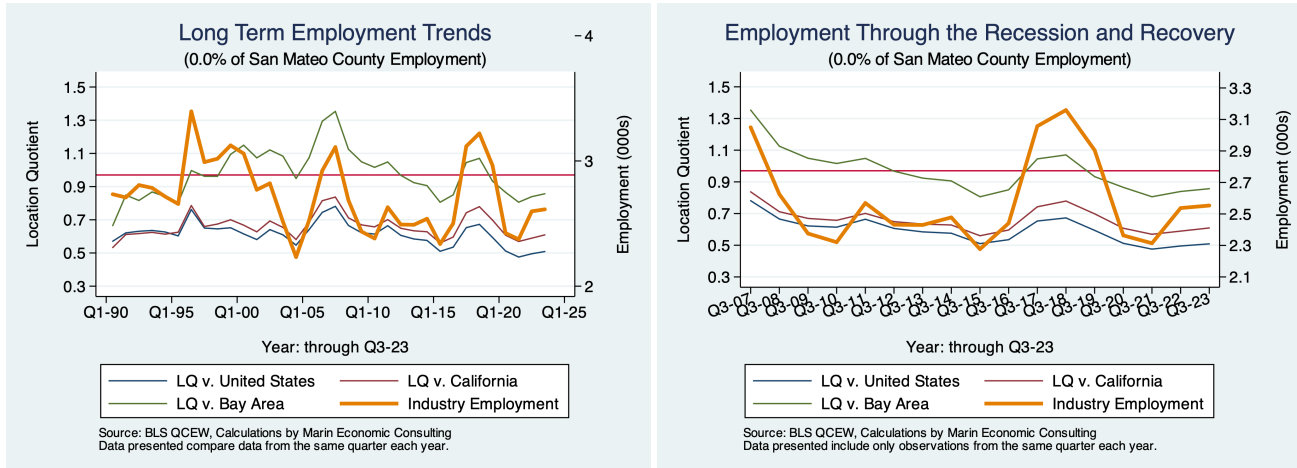 Long Term Employment Trends
(0.0% of San Mateo County Employment)
Location Quotient
1.5
1.3
1.1
0.9
0.7
0.5
0.3
4
3
2
Employment (000s)
Q1-90
Q1-95
Q1-00
Q1-05
Q1-10
Q1-15
Q1-20
Q1-25
Year: through Q3-23
LQ v. United States
LQ v. California
LQ v. Bay Area
Industry Employment
Source: BLS QCEW, Calculations by Marin Economic Consulting
Data presented compare data from the same quarter each year.
Employment Through the Recession and Recovery
(0.0% of San Mateo County Employment)
Location Quotient
1.5
1.3
1.1
0.9
0.7
0.5
0.3
3.3
3.1
2.9
2.7
2.5
2.3
2.1
Employment (000s)
Q3-07
Q3-08
Q3-09
Q3-10
Q3-11
Q3-12
Q3-13
Q3-14
Q3-15
Q3-16
Q3-17
Q3-18
Q3-19
Q3-20
Q3-21
Q3-22
Q3-23
Year: through Q3-23
LQ v. United States
LQ v. California
LQ v. Bay Area
Industry Employment
Source: BLS QCEW, Calculations by Marin Economic Consulting
Data presented include only observations from the same quarter each year.